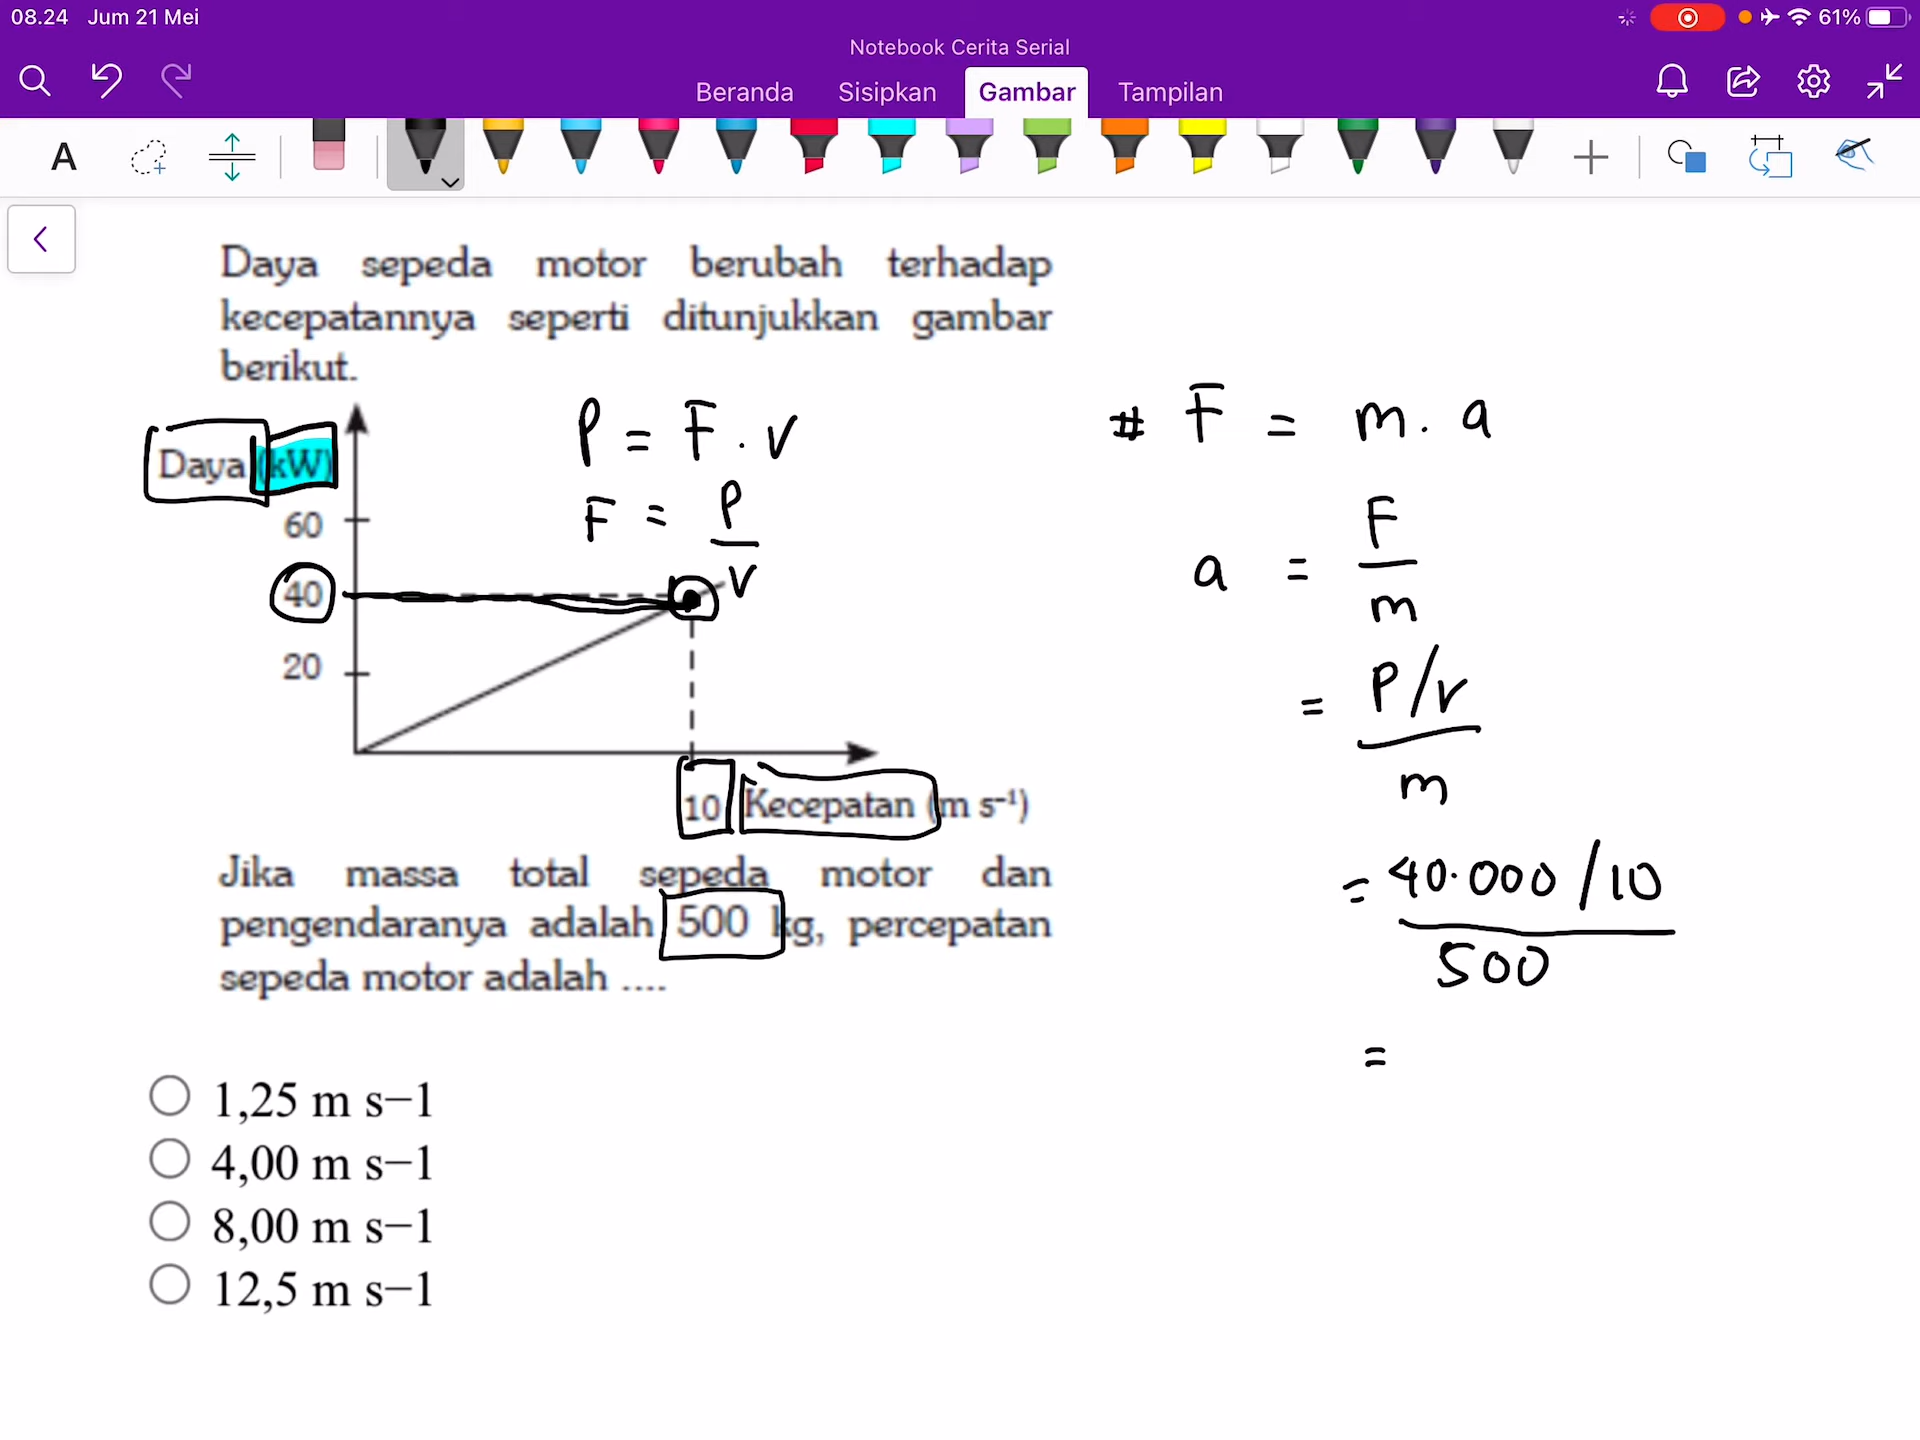 08.24 Jum 21 Mei
61%
Notebook Cerita Serial
Beranda Sisipkan Gambar Tampilan
A
Daya sepeda motor berubah terhadap
kecepatannya seperti ditunjukkan gambar
berikut.
Daya (kW)
60
40
20
10 Kecepatan (m s⁻¹)
P = F . v
F = P
v
Jika massa total sepeda motor dan
pengendaranya adalah 500 kg, percepatan
sepeda motor adalah ....
1,25 m s−1
4,00 m s−1
8,00 m s−1
12,5 m s−1
# F = m . a
a = F
m
= P/v
m
= 40.000 / 10
500
=